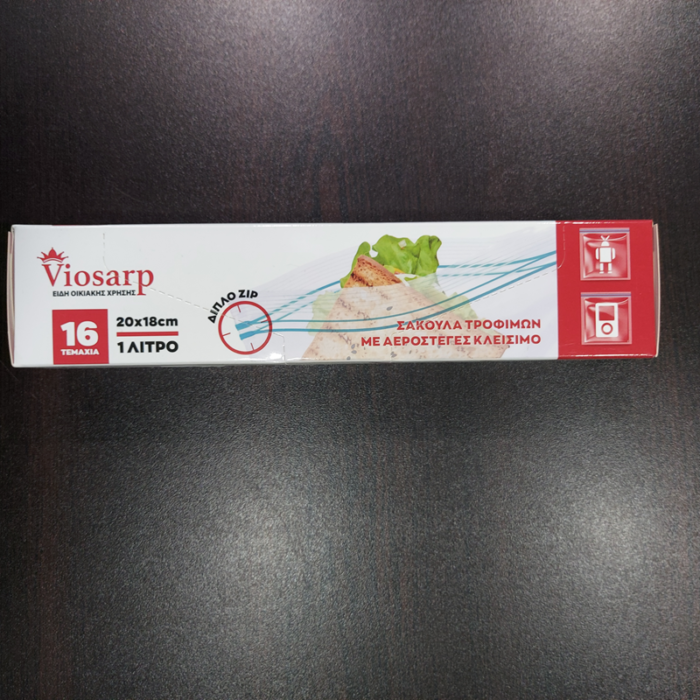 Viosarp
ΕΙΔΗ ΟΙΚΙΑΚΗΣ ΧΡΗΣΗΣ
16
ΤΕΜΑΧΙΑ
20x18cm
1 ΛΙΤΡΟ
ΔΙΠΛΟ ZIP
ΣΑΚΟΥΛΑ ΤΡΟΦΙΜΩΝ
ΜΕ ΑΕΡΟΣΤΕΓΕΣ ΚΛΕΙΣΙΜΟ